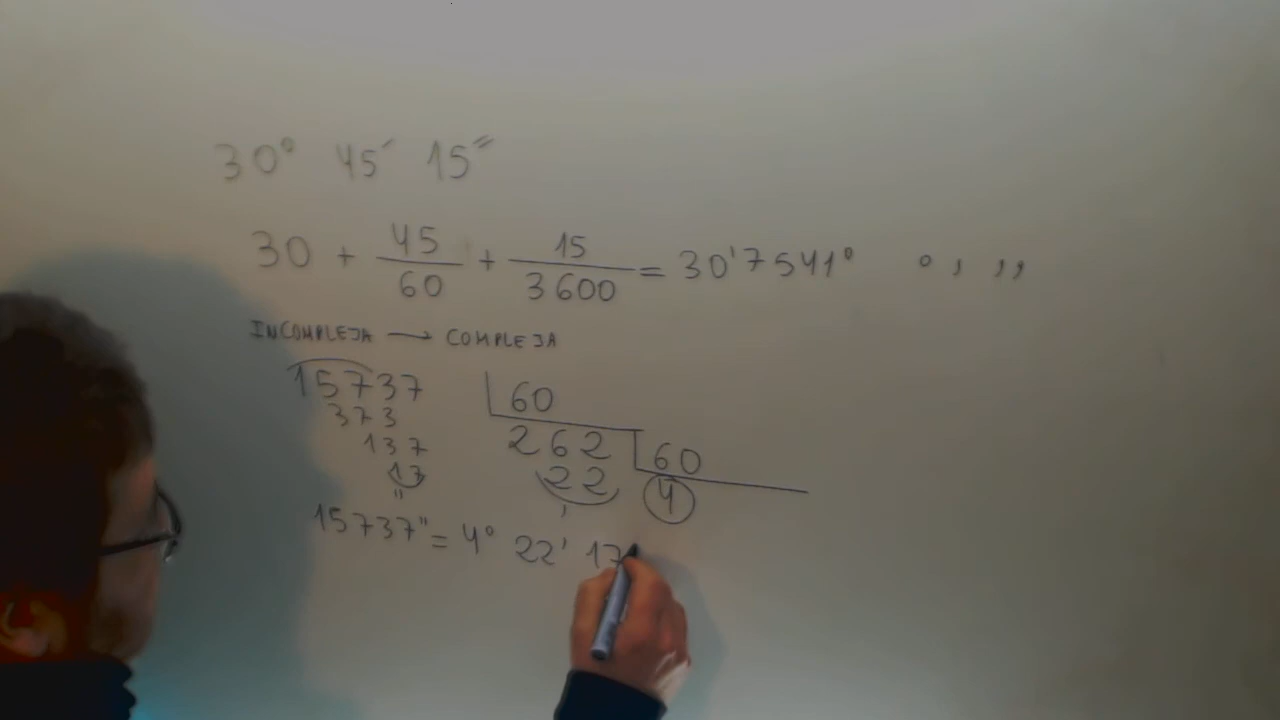 30° 45' 15''
30 + 45/60 + 15/3600 = 30'7541° ° , ,,
INCOMPLEJA → COMPLEJA
15737 60
373 262 60
137 22 4
17 '
''
15737'' = 4° 22' 17